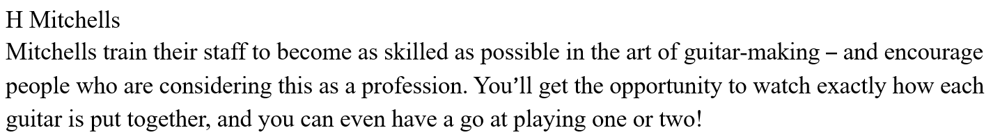 H Mitchells
Mitchells train their staff to become as skilled as possible in the art of guitar-making – and encourage
people who are considering this as a profession. You’ll get the opportunity to watch exactly how each
guitar is put together, and you can even have a go at playing one or two!